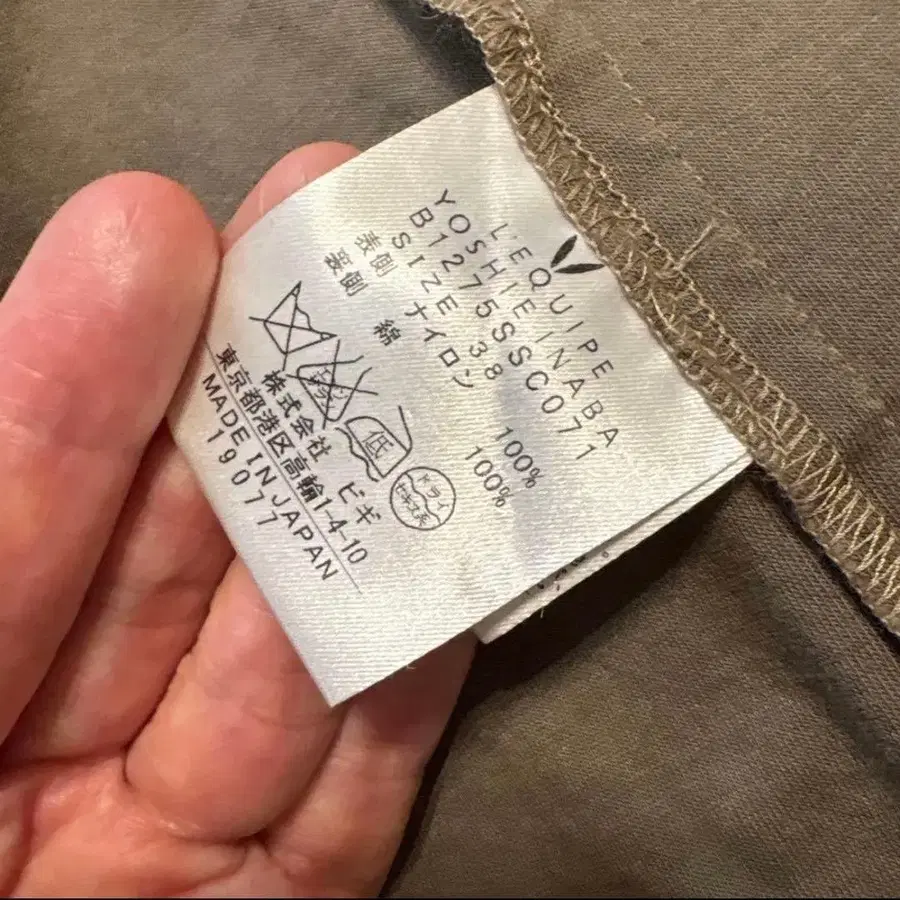 L'EQUIPE
YOSHIE INABA
B1275SSC071
SIZE 38
表側 ナイロン 100%
裏側 綿 100%
低
ドライ
株式会社 ビギ
東京都港区高輪1-4-10
MADE IN JAPAN
1907